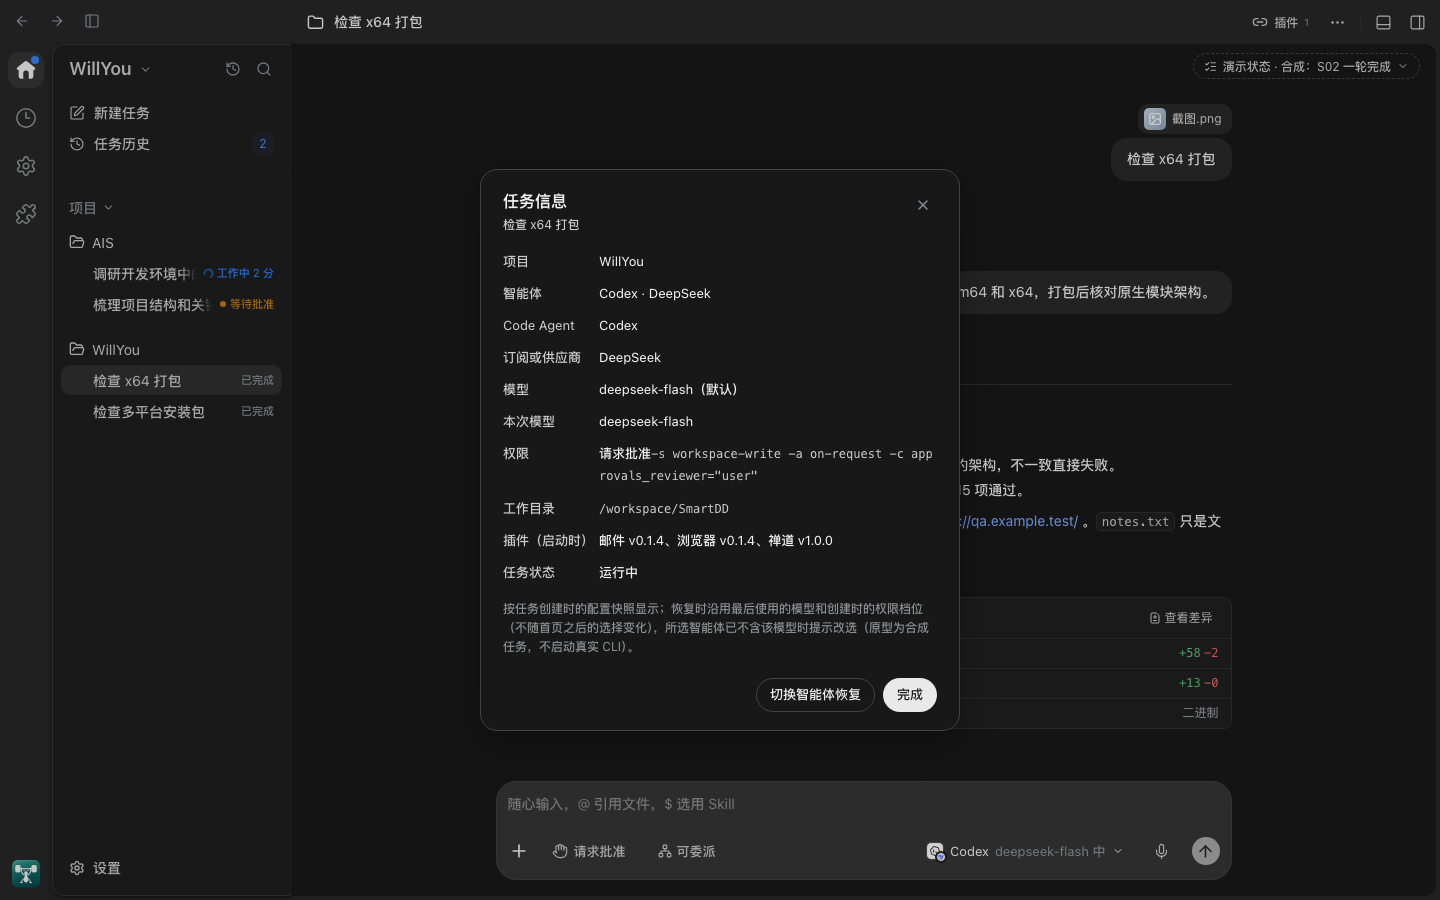 检查 x64 打包
插件 1
WillYou
演示状态 · 合成：S02 一轮完成
新建任务
任务历史 2
项目
AIS
调研开发环境中 工作中 2 分
梳理项目结构和关 等待批准
WillYou
检查 x64 打包 已完成
检查多平台安装包 已完成
设置
截图.png
检查 x64 打包
m64 和 x64，打包后核对原生模块架构。
的架构，不一致直接失败。
15 项通过。
://qa.example.test/ 。 notes.txt 只是文
查看差异
+58 -2
+13 -0
二进制
任务信息
检查 x64 打包
项目 WillYou
智能体 Codex · DeepSeek
Code Agent Codex
订阅或供应商 DeepSeek
模型 deepseek-flash（默认）
本次模型 deepseek-flash
权限 请求批准-s workspace-write -a on-request -c app
rovals_reviewer="user"
工作目录 /workspace/SmartDD
插件（启动时） 邮件 v0.1.4、浏览器 v0.1.4、禅道 v1.0.0
任务状态 运行中
按任务创建时的配置快照显示；恢复时沿用最后使用的模型和创建时的权限档位
（不随首页之后的选择变化），所选智能体已不含该模型时提示改选（原型为合成
任务，不启动真实 CLI）。
切换智能体恢复 完成
随心输入，@ 引用文件，$ 选用 Skill
请求批准 可委派 Codex deepseek-flash 中